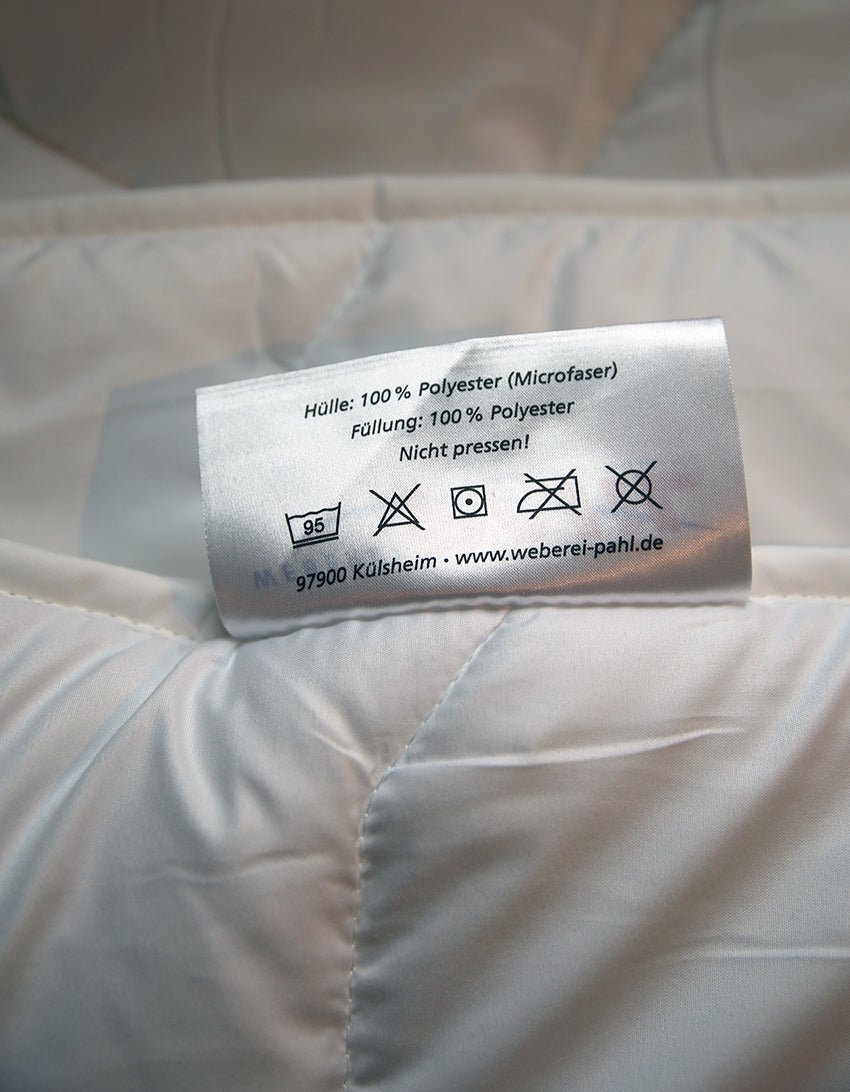 Hülle: 100 % Polyester (Microfaser)
Füllung: 100 % Polyester
Nicht pressen!
95
97900 Külsheim · www.weberei-pahl.de